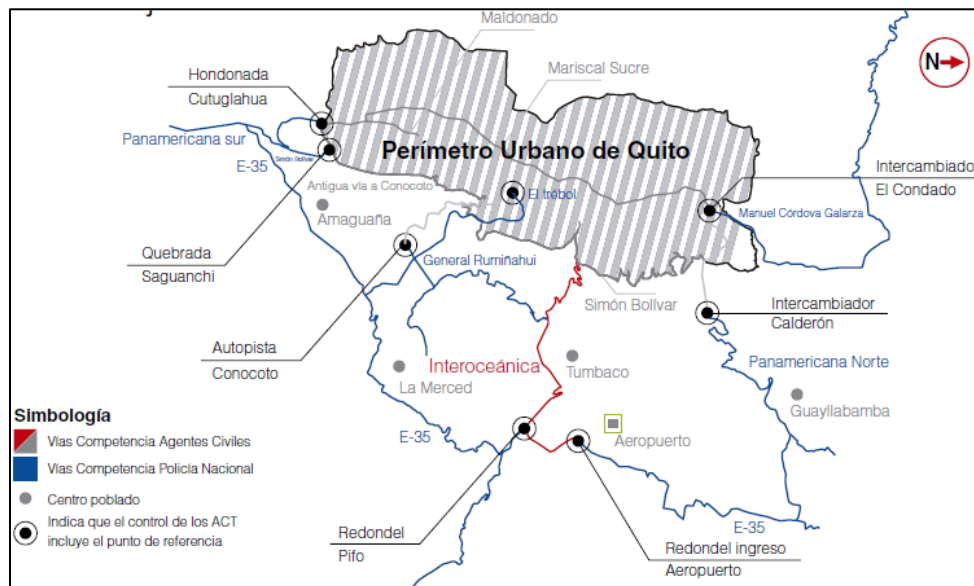 Maldonado
Mariscal Sucre
N
Hondonada
Cutuglahua
Panamericana sur
Simón Bolívar
E-35
Perímetro Urbano de Quito
Intercambiador
El Condado
Antigua vía a Conocoto
El trébol
Manuel Córdova Galarza
Amaguaña
Quebrada
Saguanchi
General Rumiñahui
Simón Bolívar
Intercambiador
Calderón
Autopista
Conocoto
Interoceánica
La Merced
Tumbaco
Panamericana Norte
Guayllabamba
Simbología
Vías Competencia Agentes Civiles
Vías Competencia Policía Nacional
Centro poblado
Indica que el control de los ACT
incluye el punto de referencia
E-35
Aeropuerto
Redondel
Pifo
E-35
Redondel ingreso
Aeropuerto